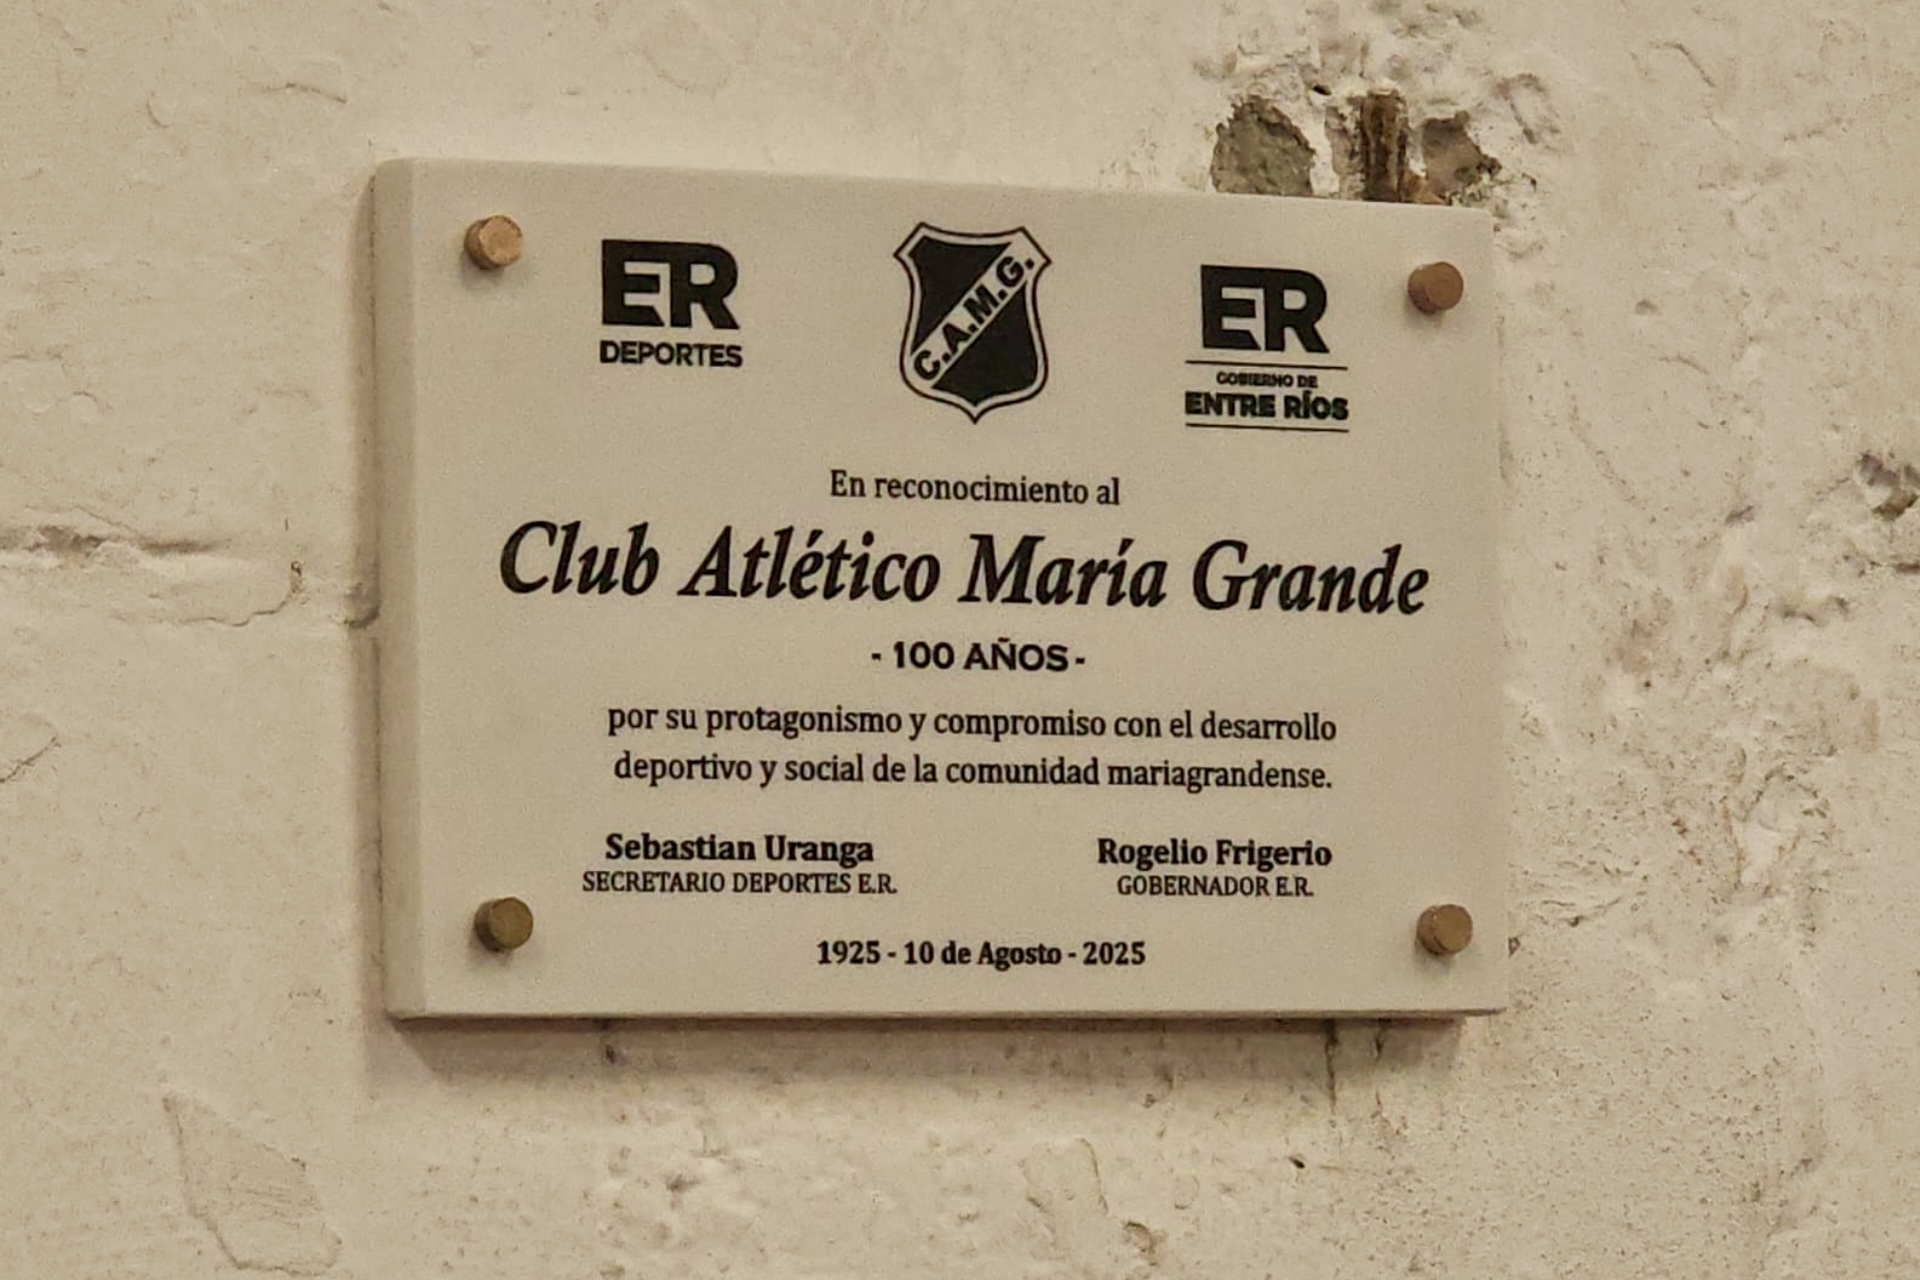 ER
DEPORTES
C.A.M.G.
ER
GOBIERNO DE
ENTRE RÍOS
En reconocimiento al
Club Atlético María Grande
- 100 AÑOS -
por su protagonismo y compromiso con el desarrollo
deportivo y social de la comunidad mariagrandense.
Sebastian Uranga
SECRETARIO DEPORTES E.R.
Rogelio Frigerio
GOBERNADOR E.R.
1925 - 10 de Agosto - 2025